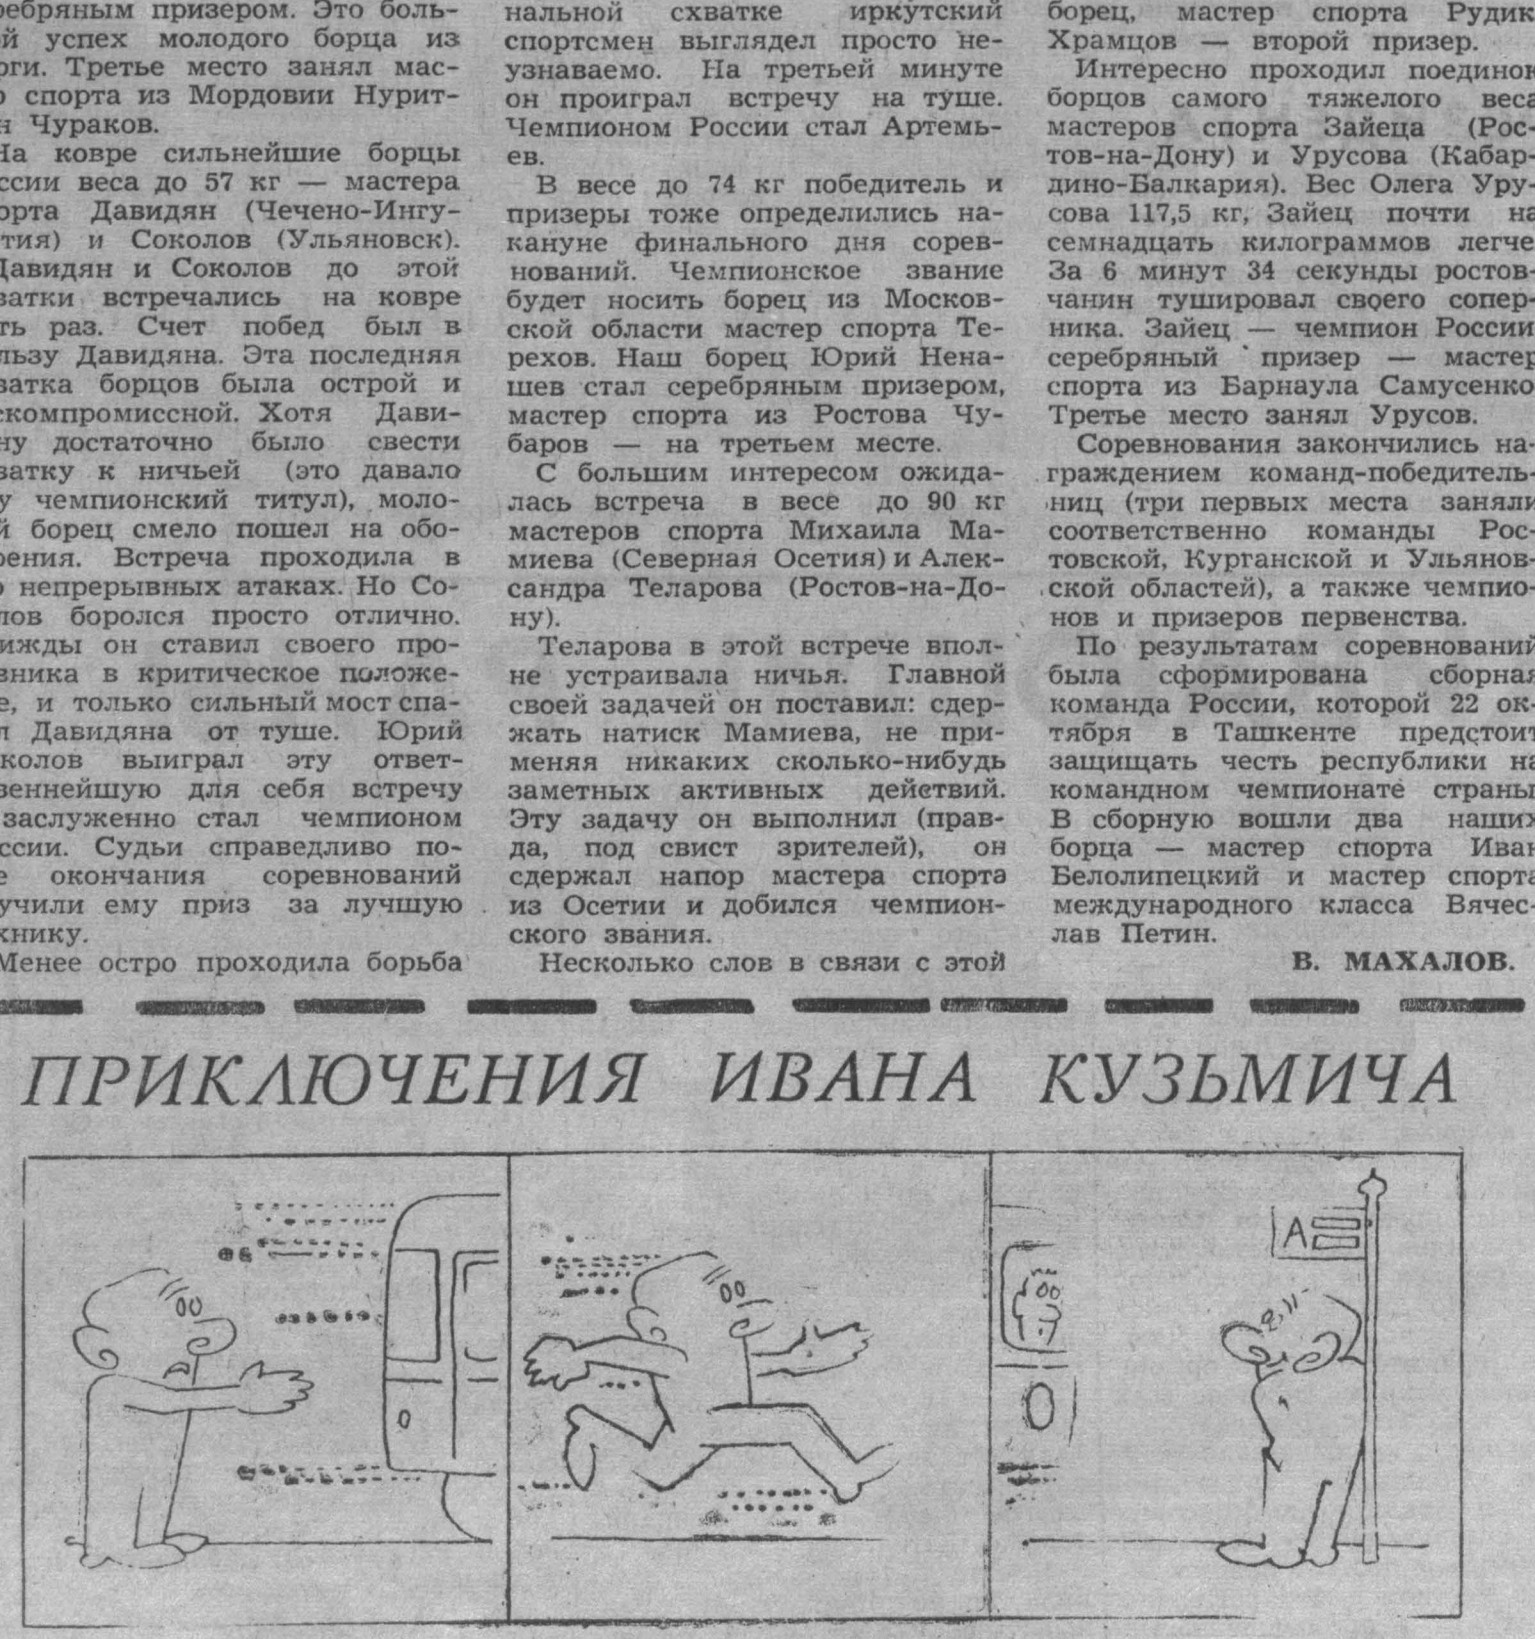 ребряным призером. Это боль-
й успех молодого борца из
оги. Третье место занял мас-
спорта из Мордовии Нурит-
н Чураков.
На ковре сильнейшие борцы
ссии веса до 57 кг — мастера
орта Давидян (Чечено-Ингу-
тия) и Соколов (Ульяновск).
Давидян и Соколов до этой
ватки встречались на ковре
ть раз. Счет побед был в
льзу Давидяна. Эта последняя
ватка борцов была острой и
скомпромиссной. Хотя Дави-
ну достаточно было свести
ватку к ничьей (это давало
у чемпионский титул), моло-
й борец смело пошел на обо-
рения. Встреча проходила в
непрерывных атаках. Но Со-
лов боролся просто отлично.
ижды он ставил своего про-
вника в критическое положе-
е, и только сильный мост спа-
л Давидяна от туше. Юрий
колов выиграл эту ответ-
веннейшую для себя встречу
заслуженно стал чемпионом
ссии. Судьи справедливо по-
е окончания соревнований
учили ему приз за лучшую
хнику.
Менее остро проходила борьба
нальной схватке иркутский
спортсмен выглядел просто не-
узнаваемо. На третьей минуте
он проиграл встречу на туше.
Чемпионом России стал Артемь-
ев.
В весе до 74 кг победитель и
призеры тоже определились на-
кануне финального дня сорев-
нований. Чемпионское звание
будет носить борец из Москов-
ской области мастер спорта Те-
рехов. Наш борец Юрий Нена-
шев стал серебряным призером,
мастер спорта из Ростова Чу-
баров — на третьем месте.
С большим интересом ожида-
лась встреча в весе до 90 кг
мастеров спорта Михаила Ма-
миева (Северная Осетия) и Алек-
сандра Теларова (Ростов-на-До-
ну).
Теларова в этой встрече впол-
не устраивала ничья. Главной
своей задачей он поставил: сдер-
жать натиск Мамиева, не при-
меняя никаких сколько-нибудь
заметных активных действий.
Эту задачу он выполнил (прав-
да, под свист зрителей), он
сдержал напор мастера спорта
из Осетии и добился чемпион-
ского звания.
Несколько слов в связи с этой
борец, мастер спорта Рудик
Храмцов — второй призер.
Интересно проходил поединок
борцов самого тяжелого веса
мастеров спорта Зайеца (Рос-
тов-на-Дону) и Урусова (Кабар-
дино-Балкария). Вес Олега Уру-
сова 117,5 кг, Зайец почти на
семнадцать килограммов легче
За 6 минут 34 секунды ростов-
чанин тушировал своего сопер-
ника. Зайец — чемпион России
серебряный призер — мастер
спорта из Барнаула Самусенко
Третье место занял Урусов.
Соревнования закончились на-
граждением команд-победитель-
ниц (три первых места заняли
соответственно команды Рос-
товской, Курганской и Ульянов-
ской областей), а также чемпио-
нов и призеров первенства.
По результатам соревнований
была сформирована сборная
команда России, которой 22 ок-
тября в Ташкенте предстоит
защищать честь республики на
командном чемпионате страны
В сборную вошли два наших
борца — мастер спорта Иван
Белолипецкий и мастер спорта
международного класса Вячес-
лав Петин.
В. МАХАЛОВ.
ПРИКЛЮЧЕНИЯ ИВАНА КУЗЬМИЧА
А